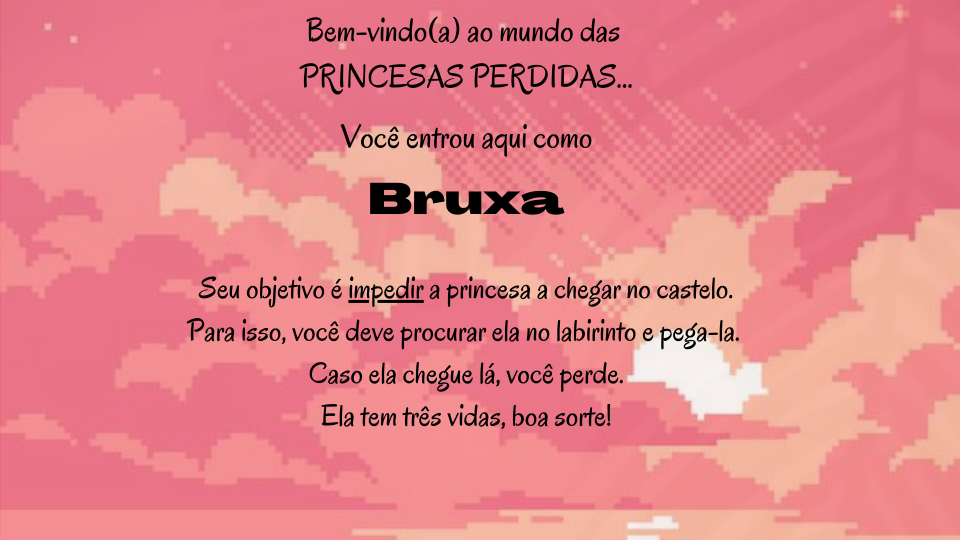 Bem-vindo(a) ao mundo das
PRINCESAS PERDIDAS...
Você entrou aqui como
Bruxa
Seu objetivo é impedir a princesa a chegar no castelo.
Para isso, você deve procurar ela no labirinto e pega-la.
Caso ela chegue lá, você perde.
Ela tem três vidas, boa sorte!